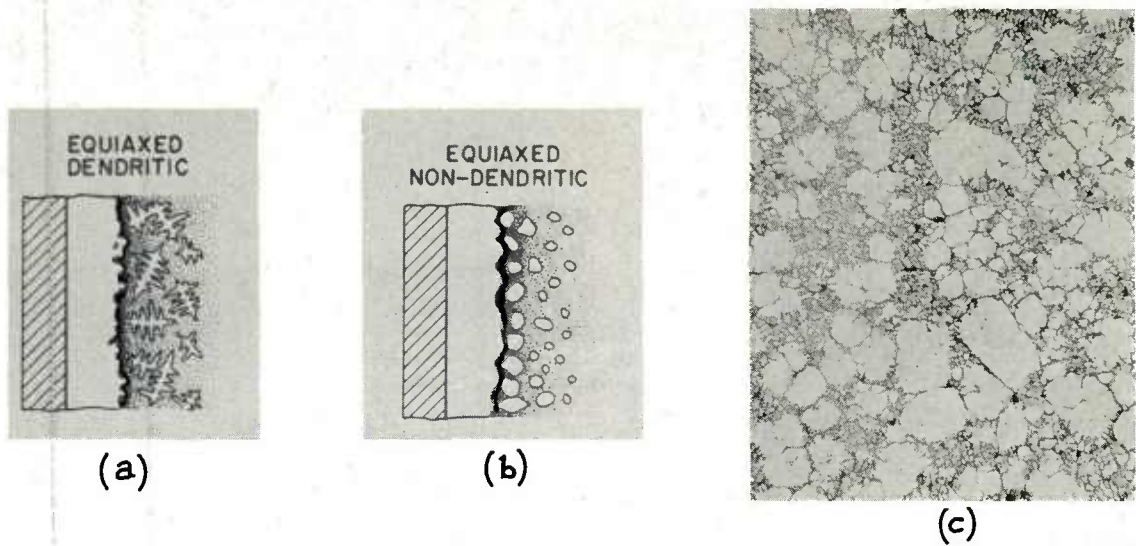 EQUIAXED
DENDRITIC
(a)
EQUIAXED
NON-DENDRITIC
(b)
(c)